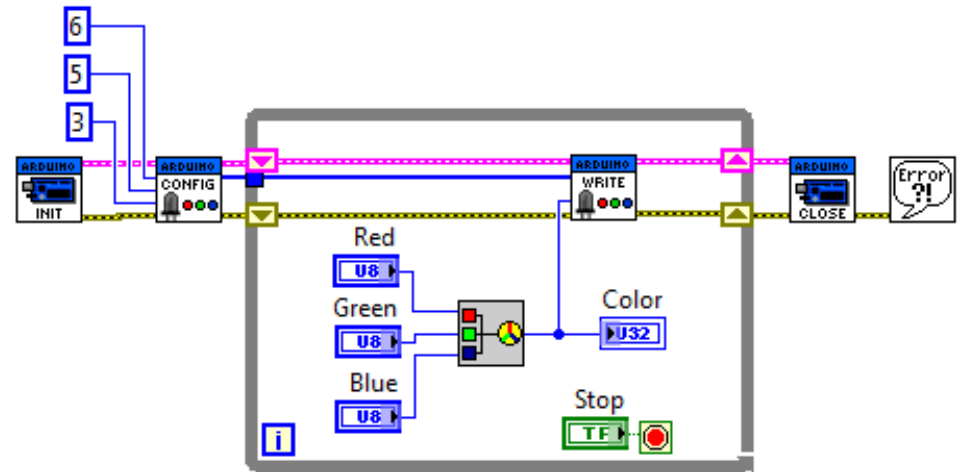 6
5
3
ARDUINO
INIT
ARDUINO
CONFIG
ARDUINO
WRITE
ARDUINO
CLOSE
Error
?!
Red
U8
Green
U8
Blue
U8
Color
U32
Stop
TF
i